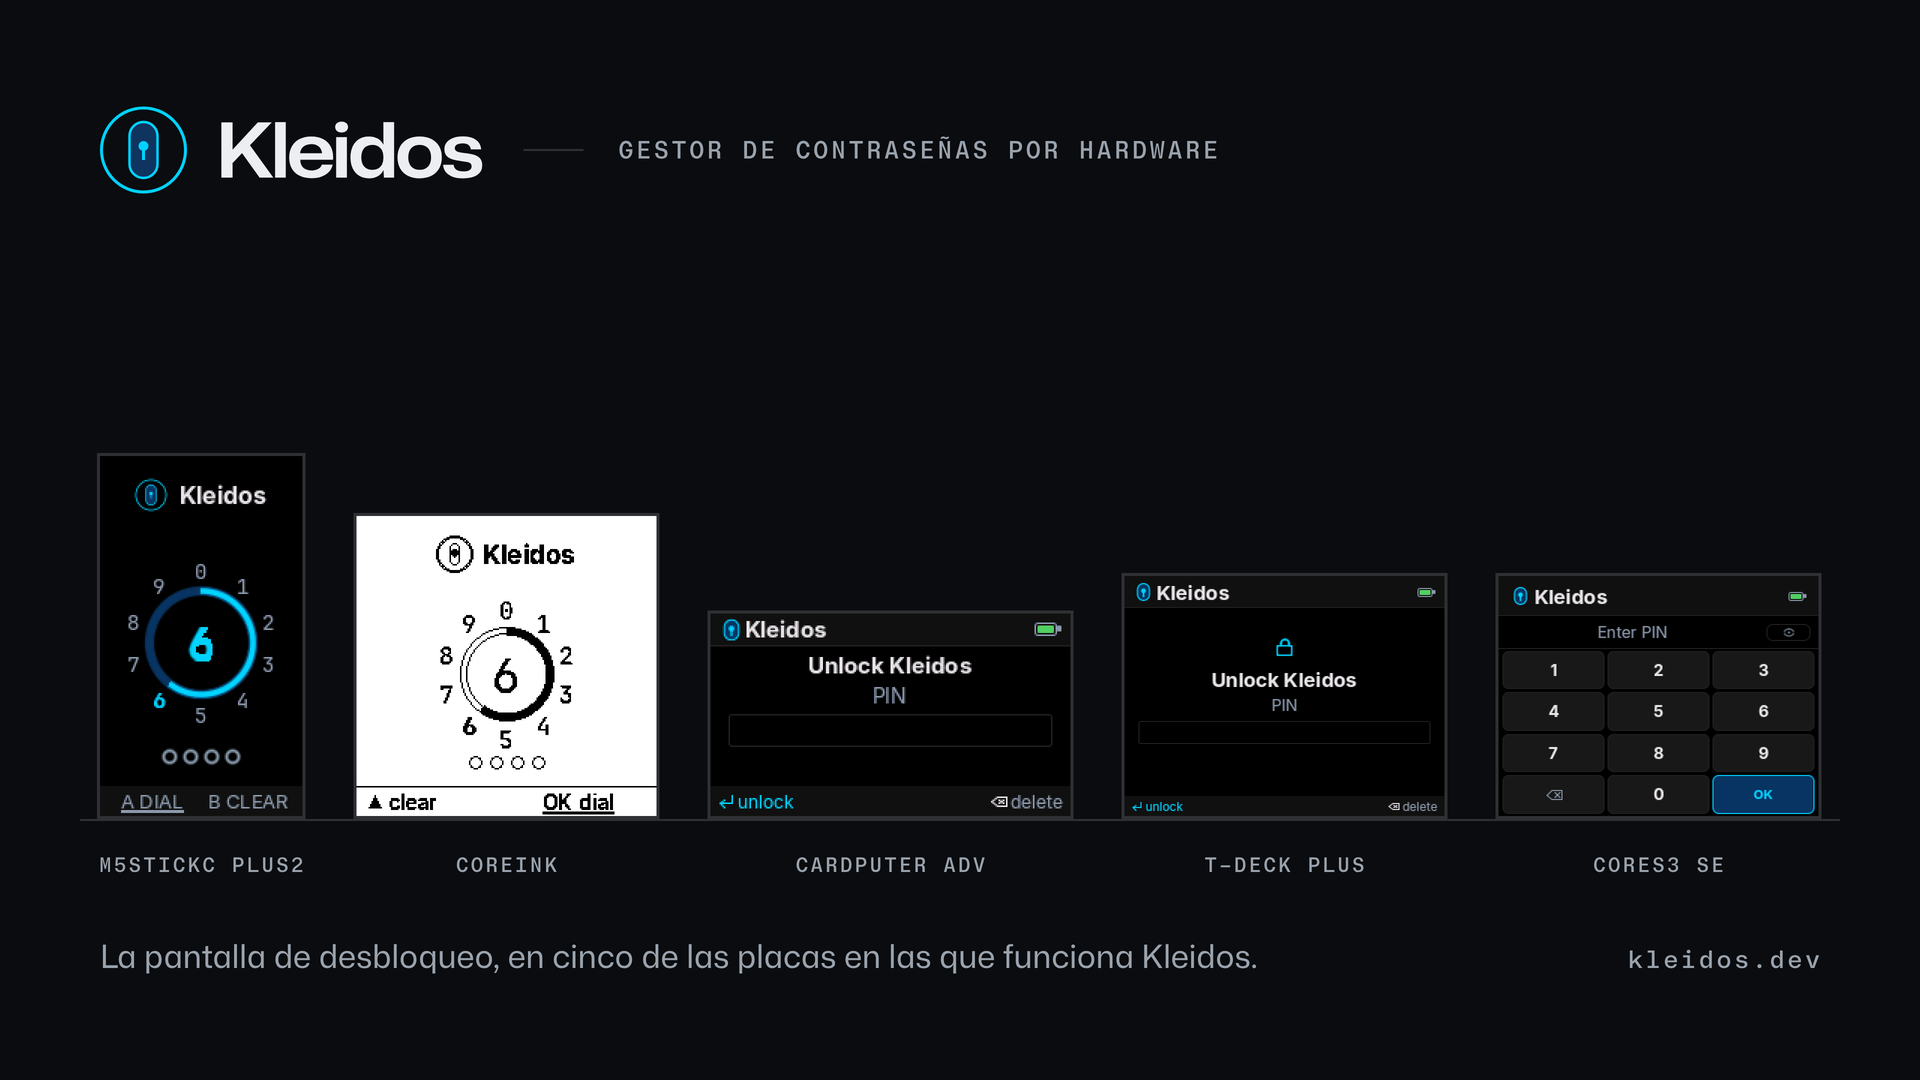 Kleidos
GESTOR DE CONTRASEÑAS POR HARDWARE
Kleidos
0
9 1
8 2
6
7 3
6 4
5
A DIAL B CLEAR
Kleidos
0
9 1
8 2
6
7 3
6 4
5
▲ clear OK dial
Kleidos
Unlock Kleidos
PIN
unlock delete
Kleidos
Unlock Kleidos
PIN
unlock delete
Kleidos
Enter PIN
1 2 3
4 5 6
7 8 9
0 OK
M5STICKC PLUS2
COREINK
CARDPUTER ADV
T-DECK PLUS
CORES3 SE
La pantalla de desbloqueo, en cinco de las placas en las que funciona Kleidos.
kleidos.dev